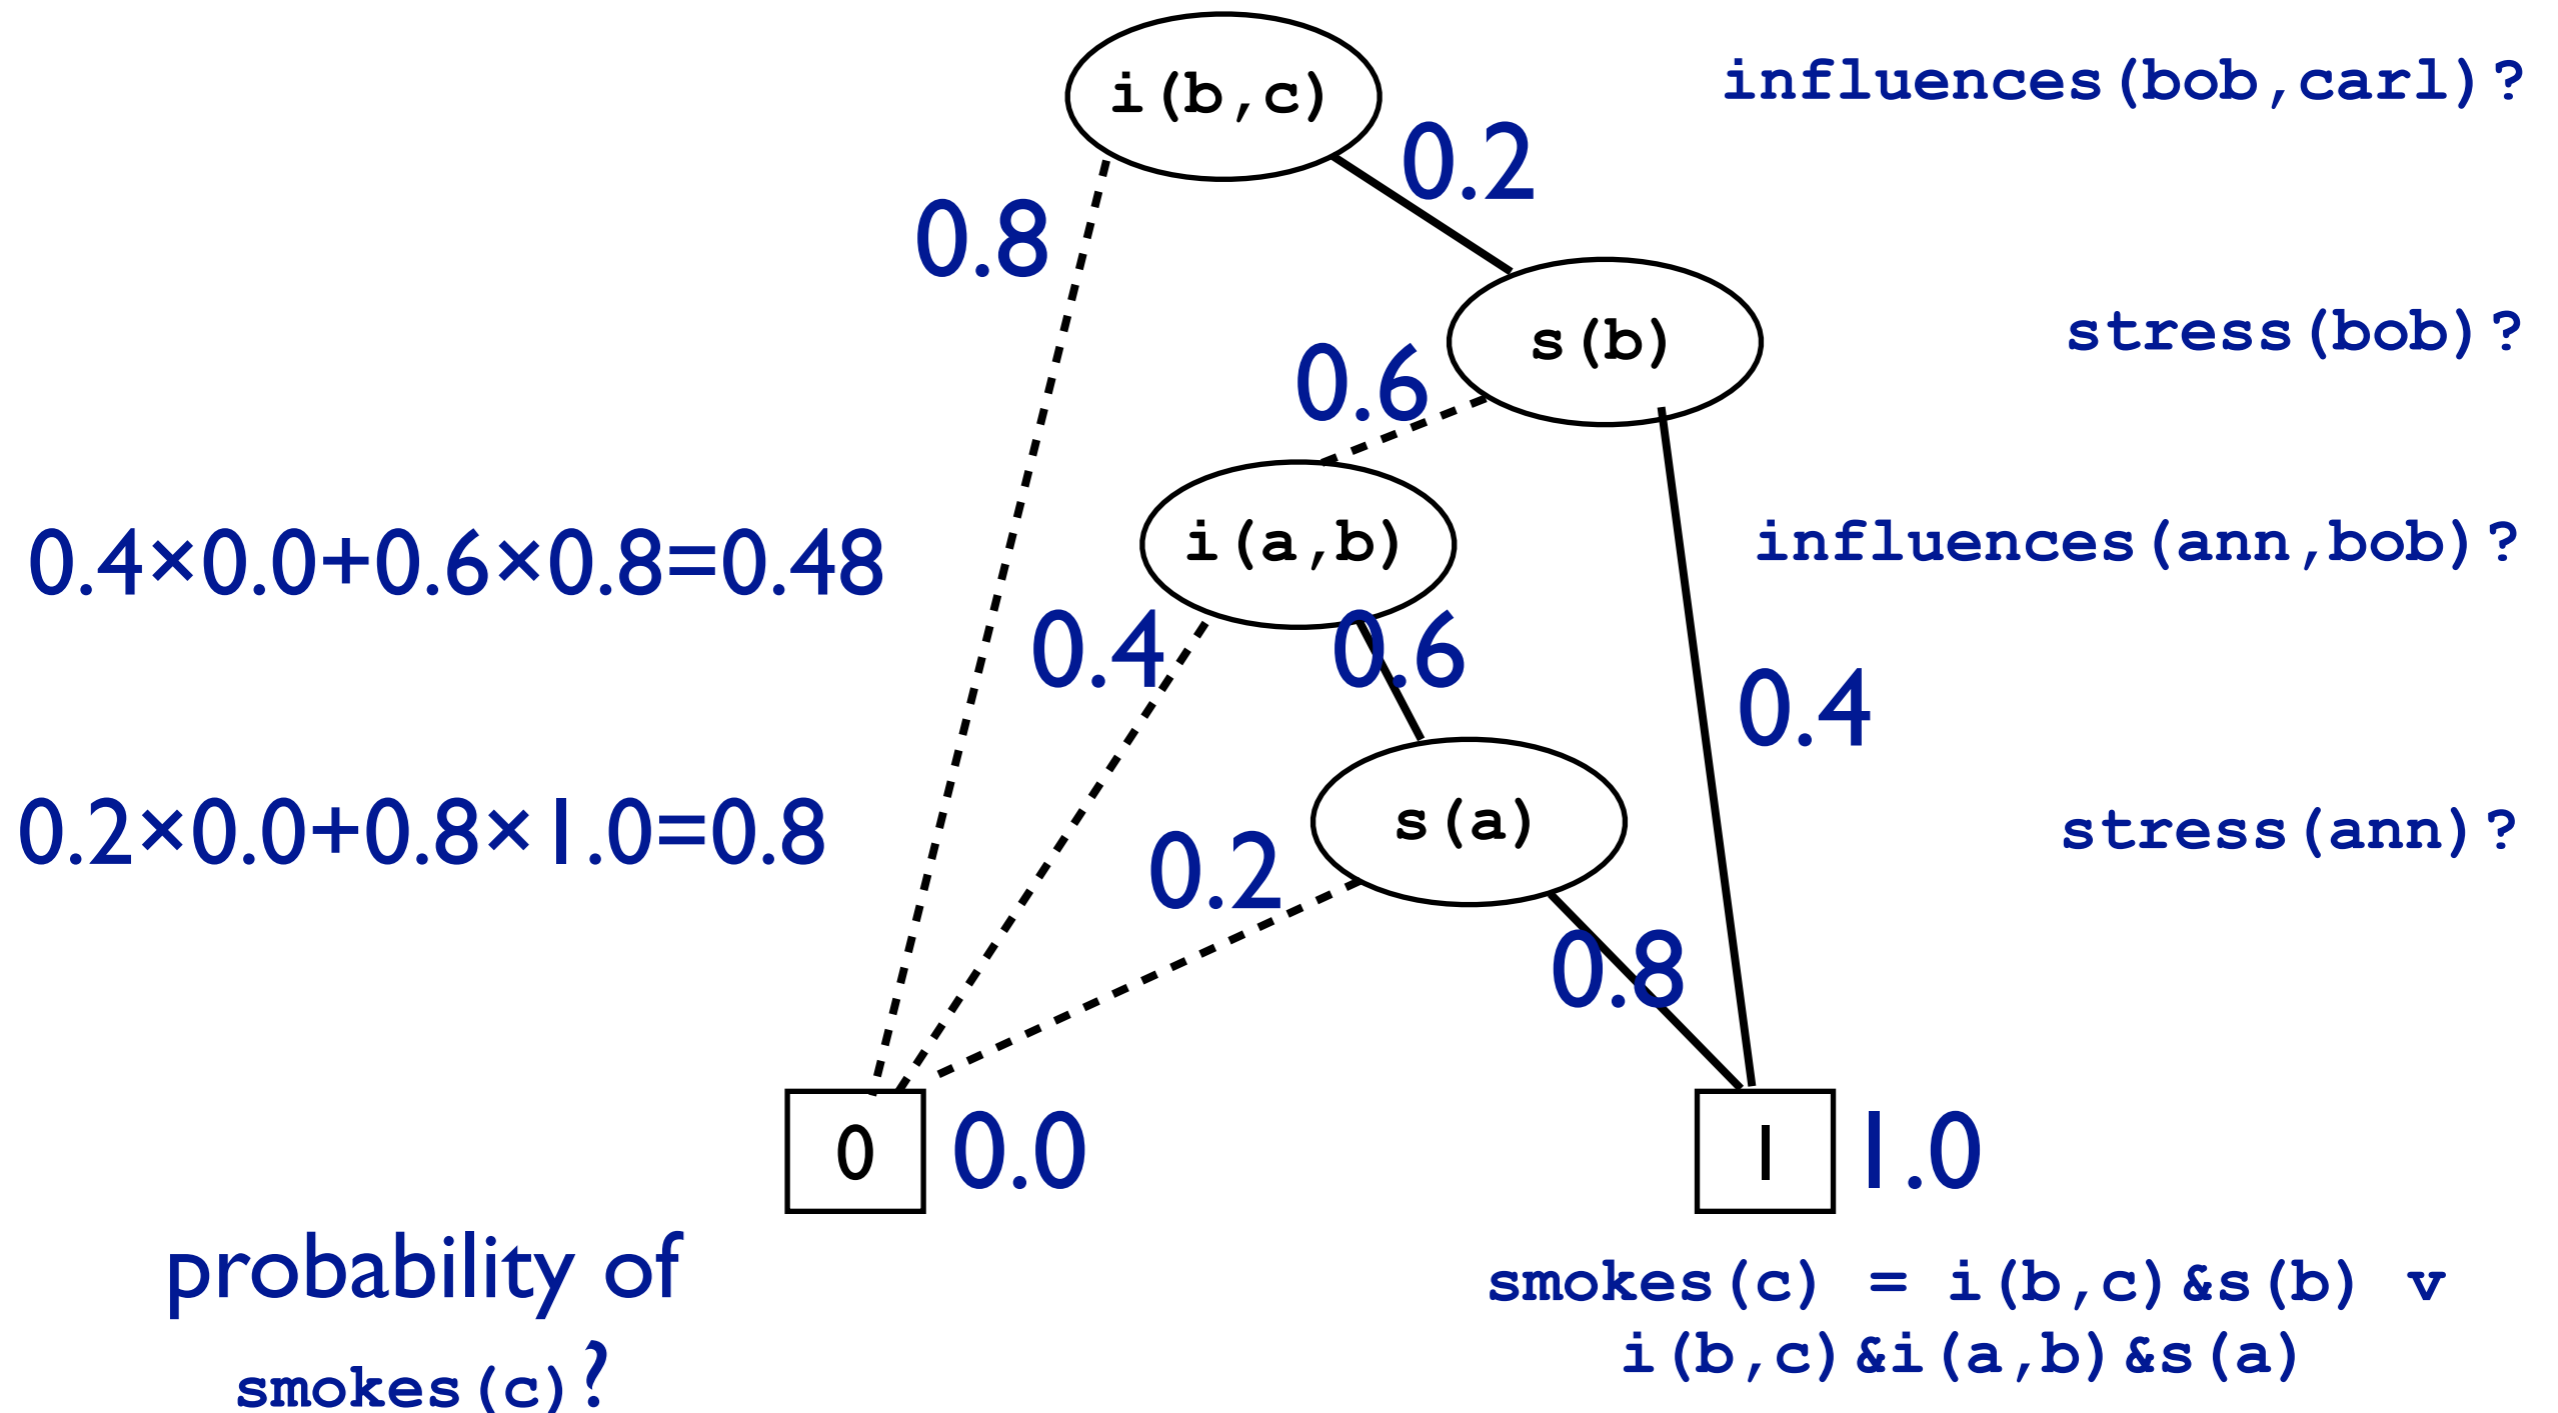 i(b,c)
influences(bob,carl)?
0.2
0.8
s(b)
stress(bob)?
0.6
i(a,b)
influences(ann,bob)?
0.4×0.0+0.6×0.8=0.48
0.4
0.6
0.4
s(a)
stress(ann)?
0.2×0.0+0.8×1.0=0.8
0.2
0.8
0
0.0
1
1.0
probability of
smokes(c)?
smokes(c) = i(b,c)&s(b) v
i(b,c)&i(a,b)&s(a)